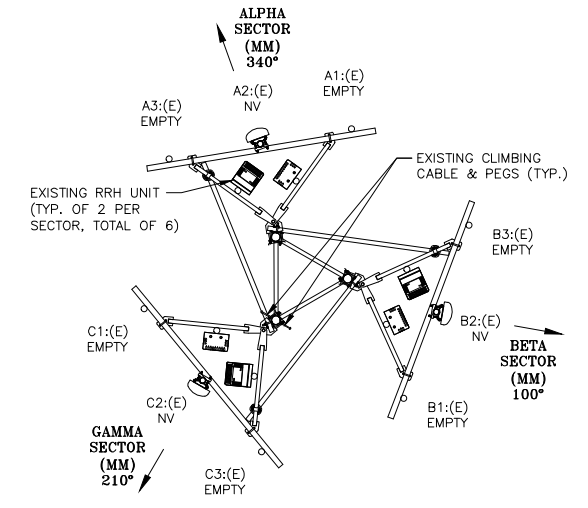 ALPHA
SECTOR
(MM)
340°
A1:(E)
EMPTY
A2:(E)
NV
A3:(E)
EMPTY
EXISTING CLIMBING
CABLE & PEGS (TYP.)
EXISTING RRH UNIT
(TYP. OF 2 PER
SECTOR, TOTAL OF 6)
B3:(E)
EMPTY
B2:(E)
NV
BETA
SECTOR
(MM)
100°
B1:(E)
EMPTY
C1:(E)
EMPTY
C2:(E)
NV
GAMMA
SECTOR
(MM)
210°
C3:(E)
EMPTY